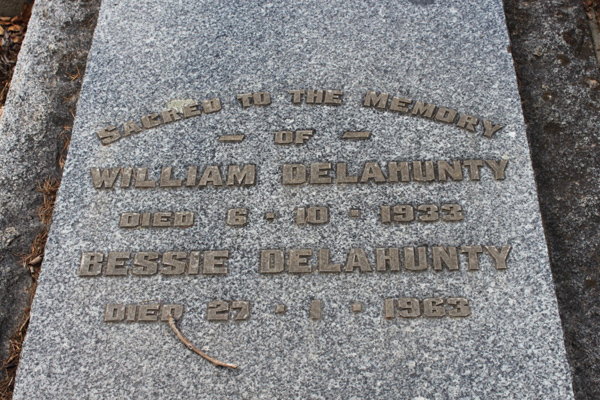 SACRED TO THE MEMORY
— OF —
WILLIAM DELAHUNTY
DIED 6 · 10 · 1933
BESSIE DELAHUNTY
DIED 27 · 1 · 1963